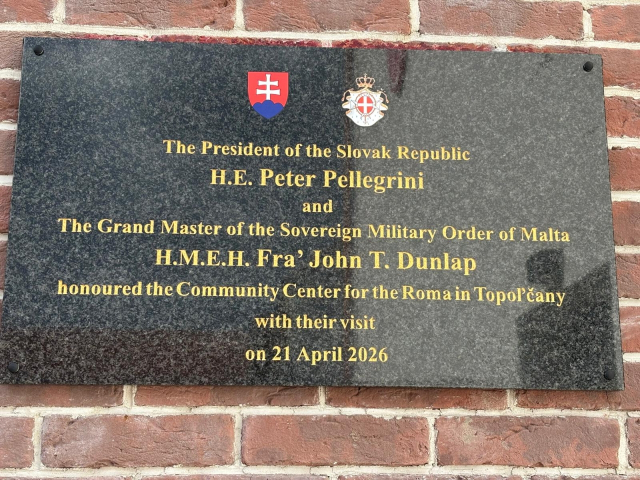 The President of the Slovak Republic
H.E. Peter Pellegrini
and
The Grand Master of the Sovereign Military Order of Malta
H.M.E.H. Fra’ John T. Dunlap
honoured the Community Center for the Roma in Topoľčany
with their visit
on 21 April 2026